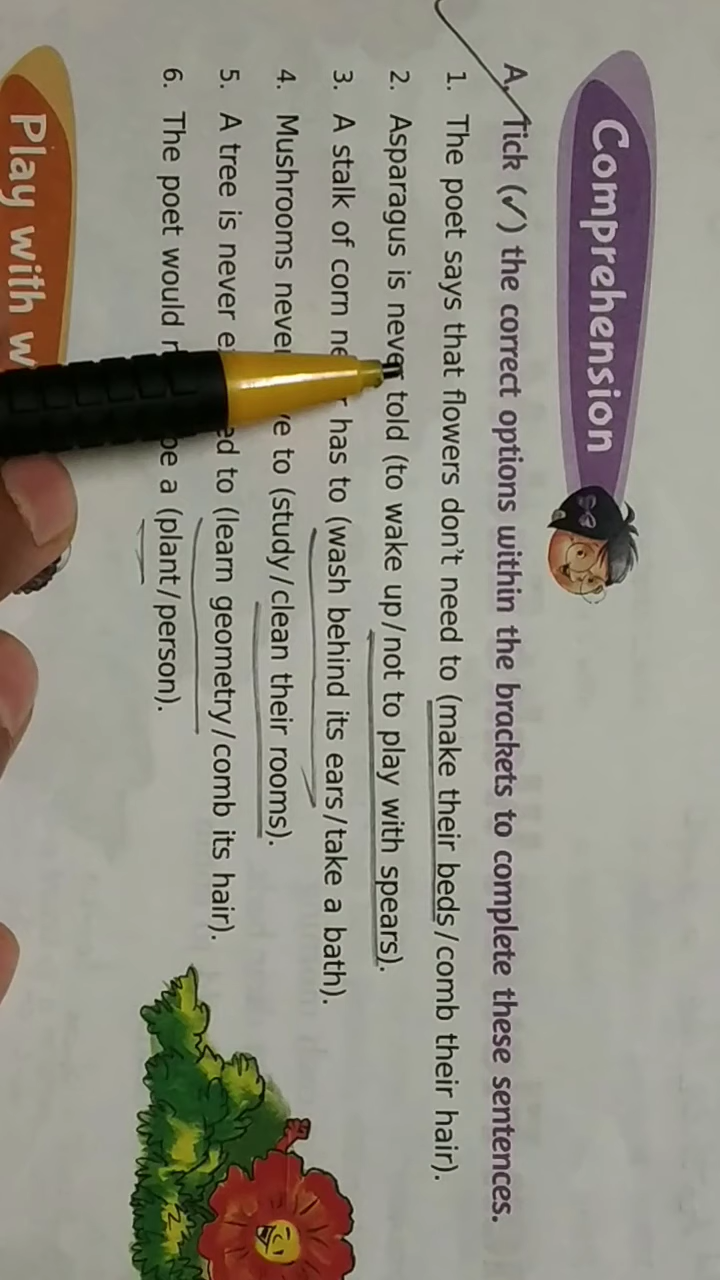 Comprehension
A. Tick (✓) the correct options within the brackets to complete these sentences.
1. The poet says that flowers don't need to (make their beds/comb their hair).
2. Asparagus is never told (to wake up/not to play with spears).
3. A stalk of corn has to (wash behind its ears/take a bath).
4. Mushrooms to (study/clean their rooms).
5. A tree is never to (learn geometry/comb its hair).
6. The poet would be a (plant/person).
Play with